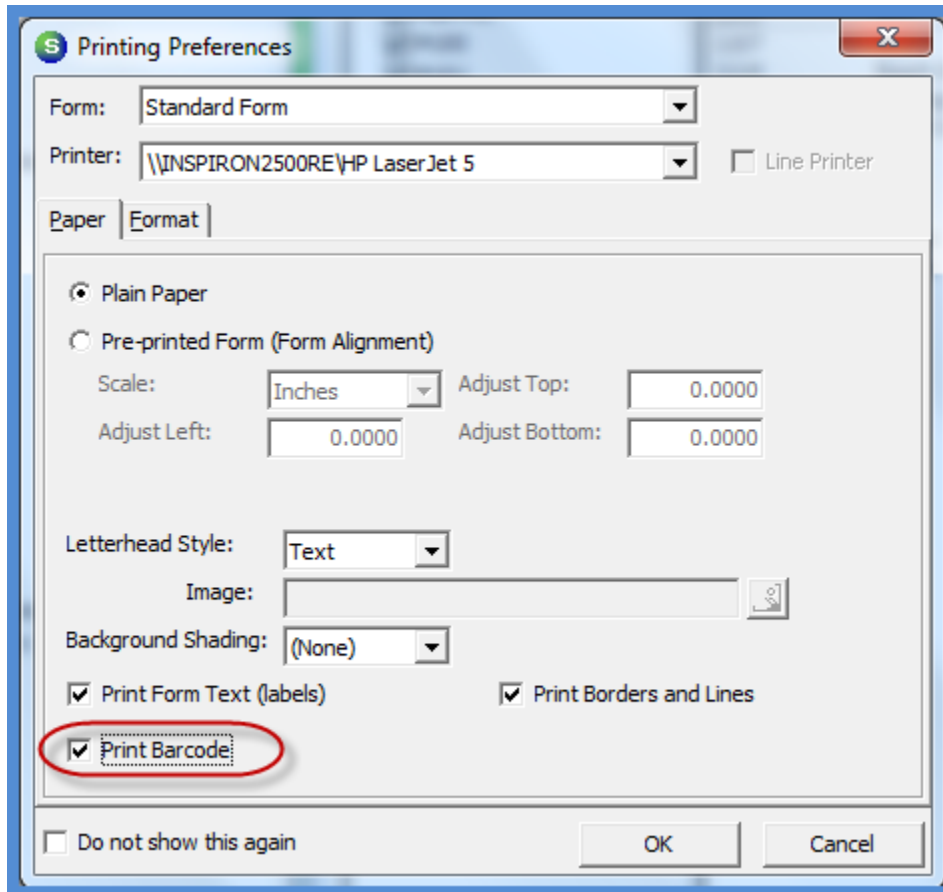 S Printing Preferences
Form: Standard Form
Printer: \\INSPIRON2500RE\HP LaserJet 5 Line Printer
Paper Format
Plain Paper
Pre-printed Form (Form Alignment)
Scale: Inches Adjust Top: 0.0000
Adjust Left: 0.0000 Adjust Bottom: 0.0000
Letterhead Style: Text
Image:
Background Shading: (None)
Print Form Text (labels) Print Borders and Lines
Print Barcode
Do not show this again OK Cancel